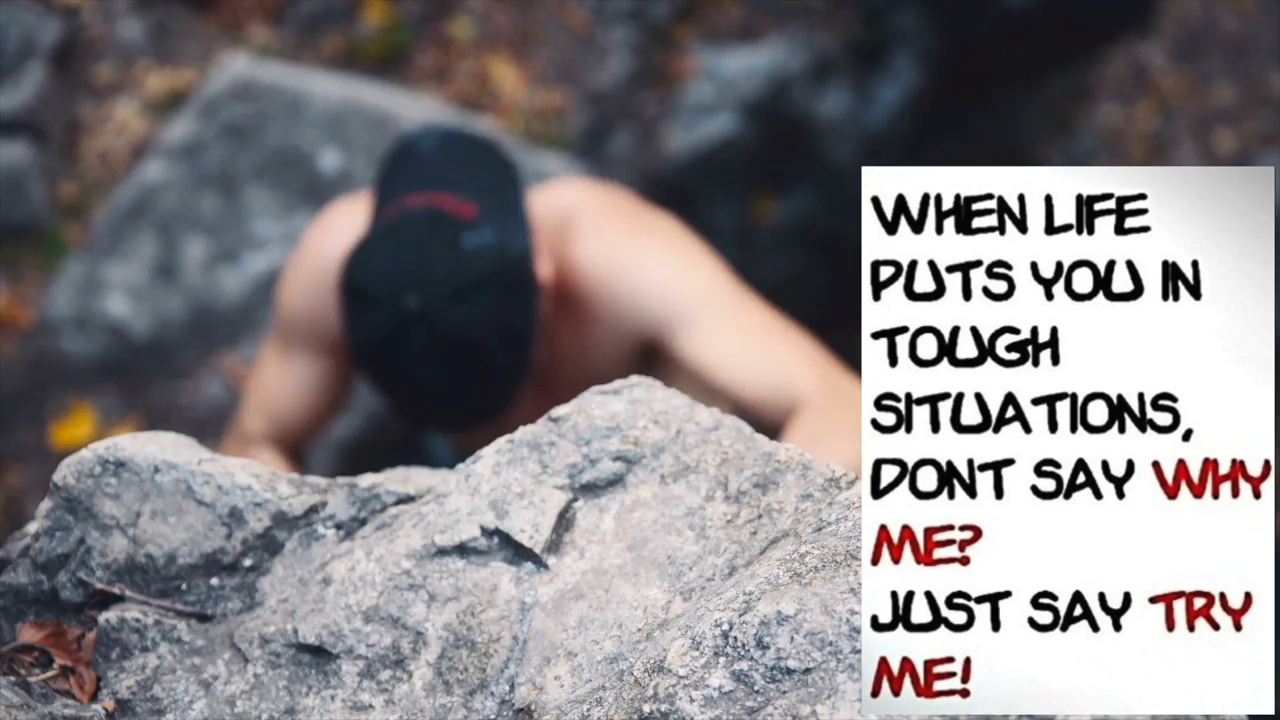 WHEN LIFE
PUTS YOU IN
TOUGH
SITUATIONS,
DONT SAY WHY
ME?
JUST SAY TRY
ME!